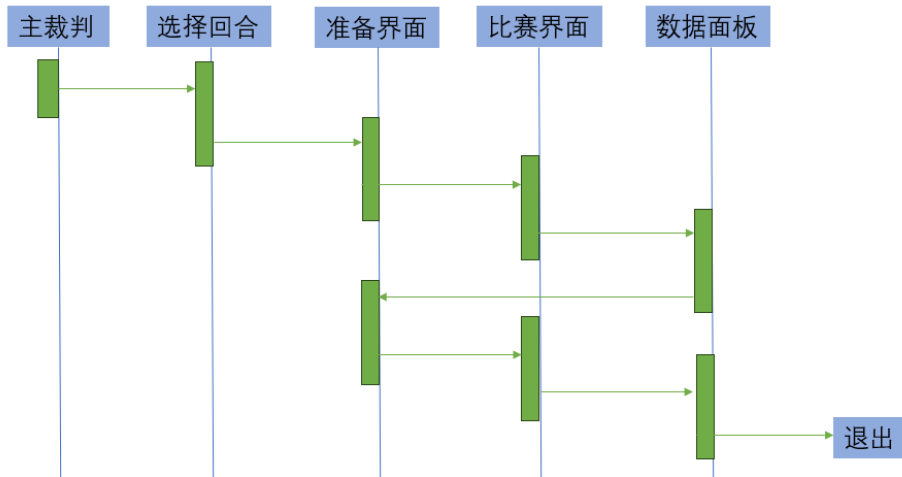 主裁判
选择回合
准备界面
比赛界面
数据面板
退出